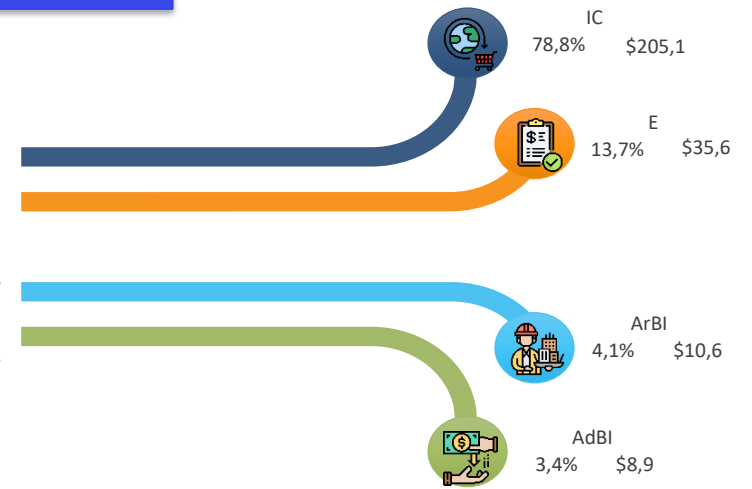 IC
78,8% $205,1
E
13,7% $35,6
ArBI
4,1% $10,6
AdBI
3,4% $8,9